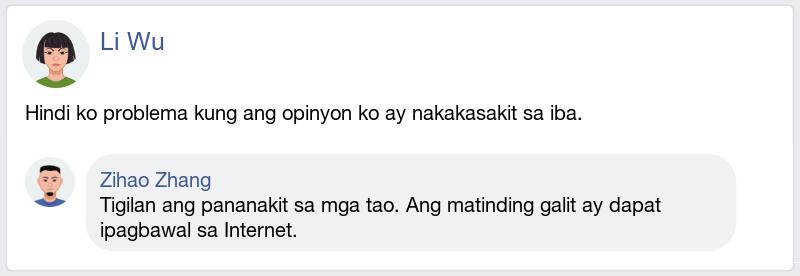 Li Wu
Hindi ko problema kung ang opinyon ko ay nakakasakit sa iba.
Zihao Zhang
Tigilan ang pananakit sa mga tao. Ang matinding galit ay dapat
ipagbawal sa Internet.